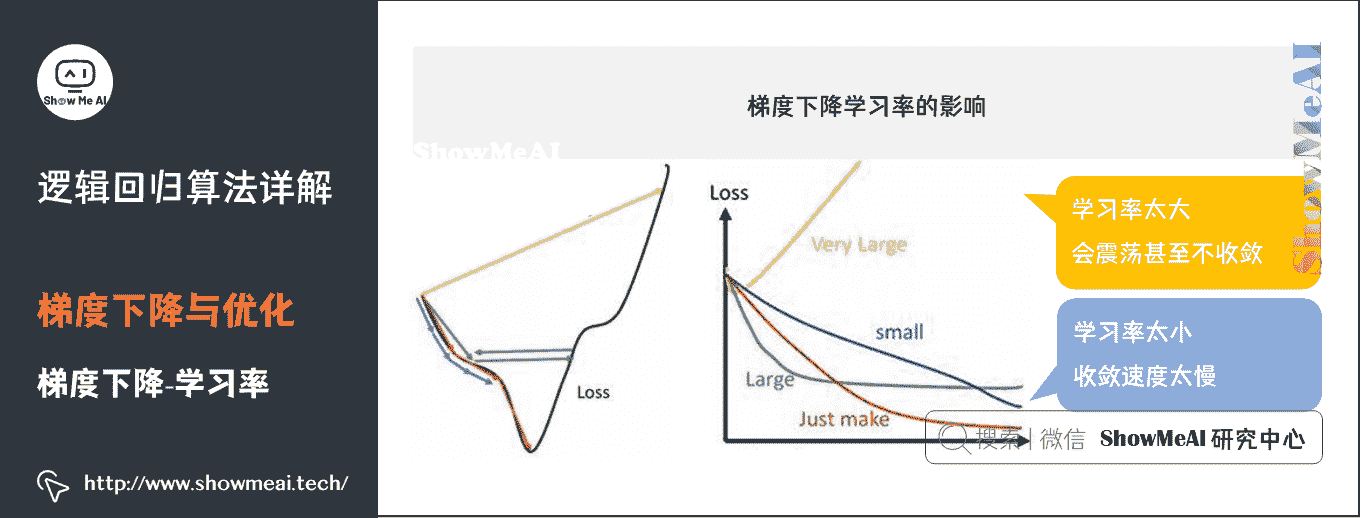 Show Me AI
逻辑回归算法详解
梯度下降与优化
梯度下降-学习率
http://www.showmeai.tech/
梯度下降学习率的影响
ShowMeAI
ShowMeAI
Loss
Loss
Very Large
small
Large
Just make
学习率太大
会震荡甚至不收敛
学习率太小
收敛速度太慢
搜索|微信 ShowMeAI 研究中心